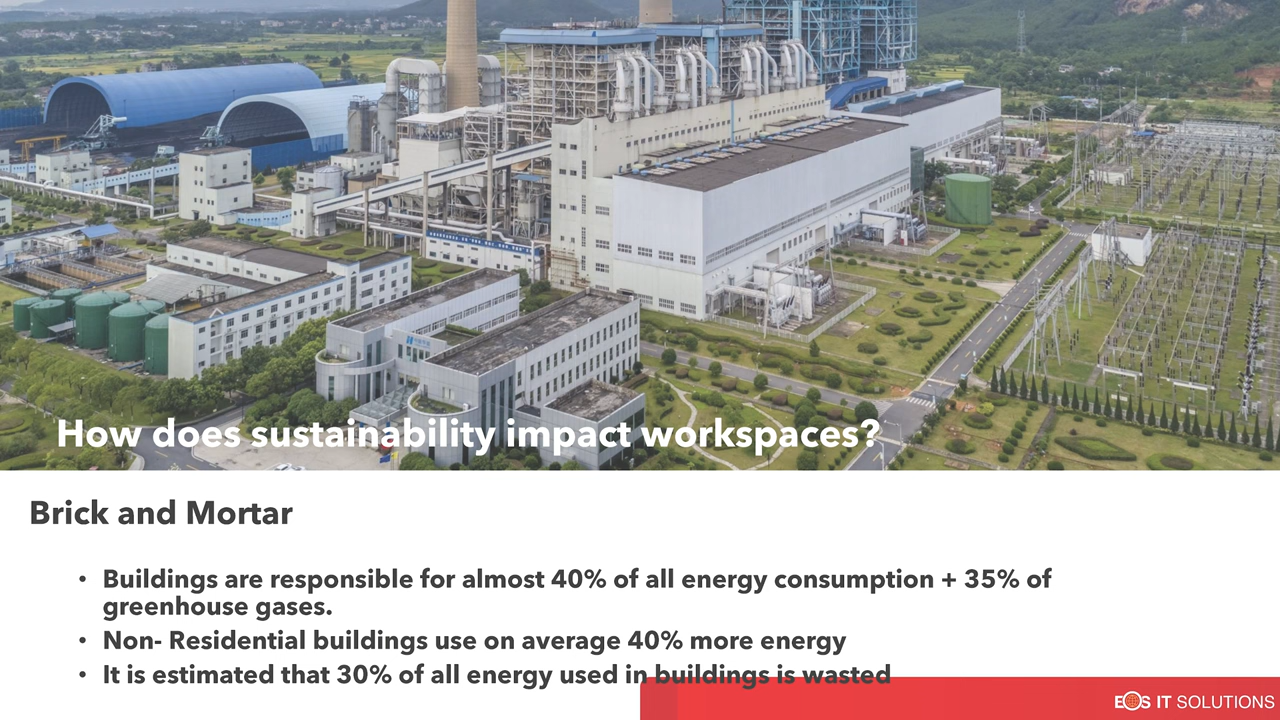 How does sustainability impact workspaces?
Brick and Mortar
• Buildings are responsible for almost 40% of all energy consumption + 35% of
greenhouse gases.
• Non- Residential buildings use on average 40% more energy
• It is estimated that 30% of all energy used in buildings is wasted
EOS IT SOLUTIONS